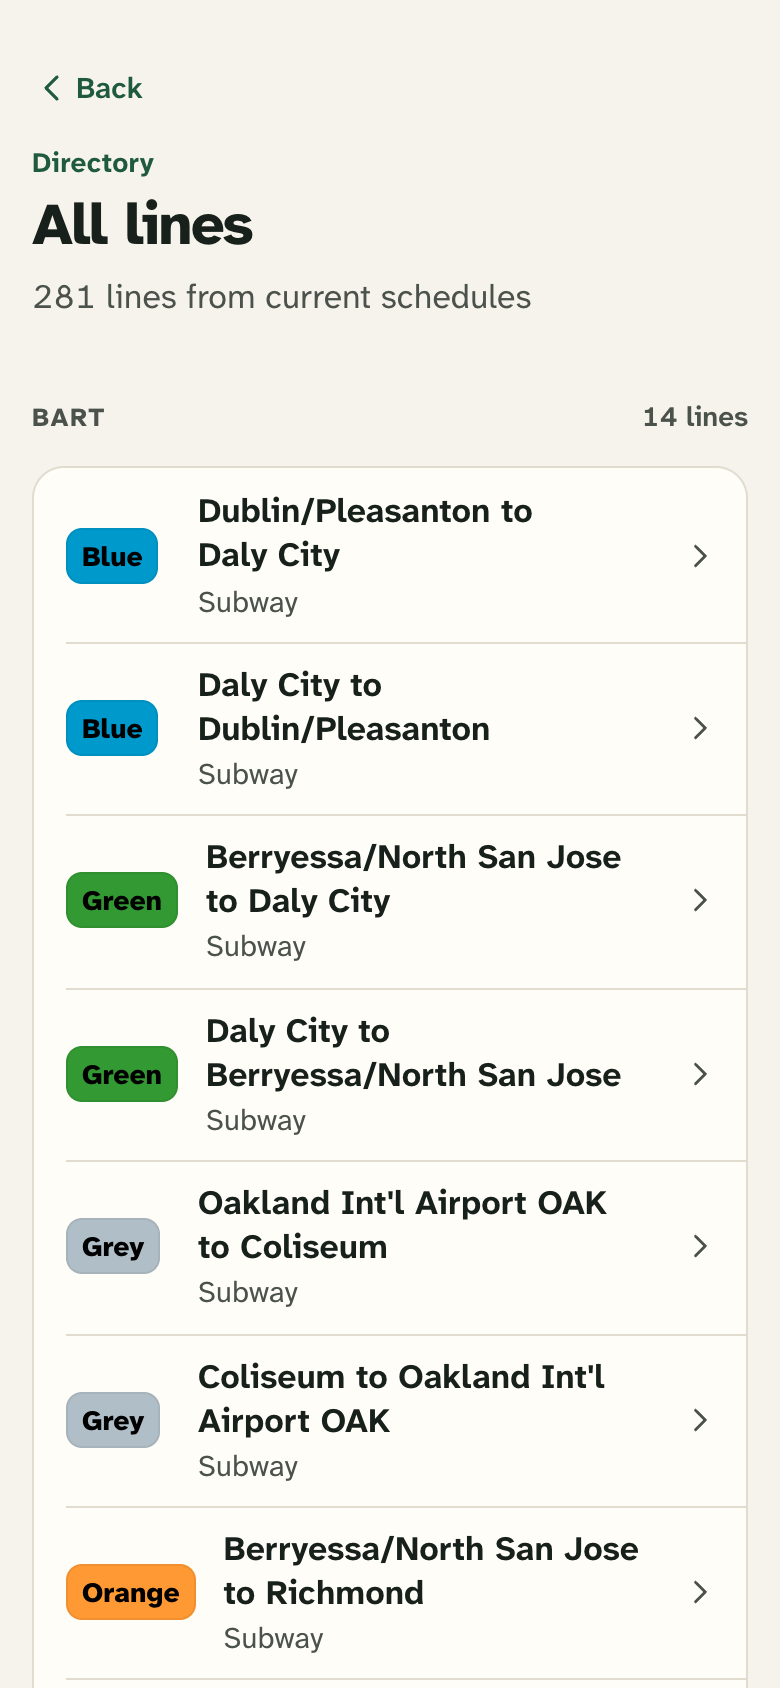 Back
Directory
All lines
281 lines from current schedules
BART
14 lines
Dublin/Pleasanton to
Blue
Daly City
Subway
Daly City to
Blue
Dublin/Pleasanton
Subway
Berryessa/North San Jose
Green
to Daly City
Subway
Daly City to
Green
Berryessa/North San Jose
Subway
Oakland Int'l Airport OAK
Grey
to Coliseum
Subway
Coliseum to Oakland Int'l
Grey
Airport OAK
Subway
Berryessa/North San Jose
Orange
to Richmond
Subway